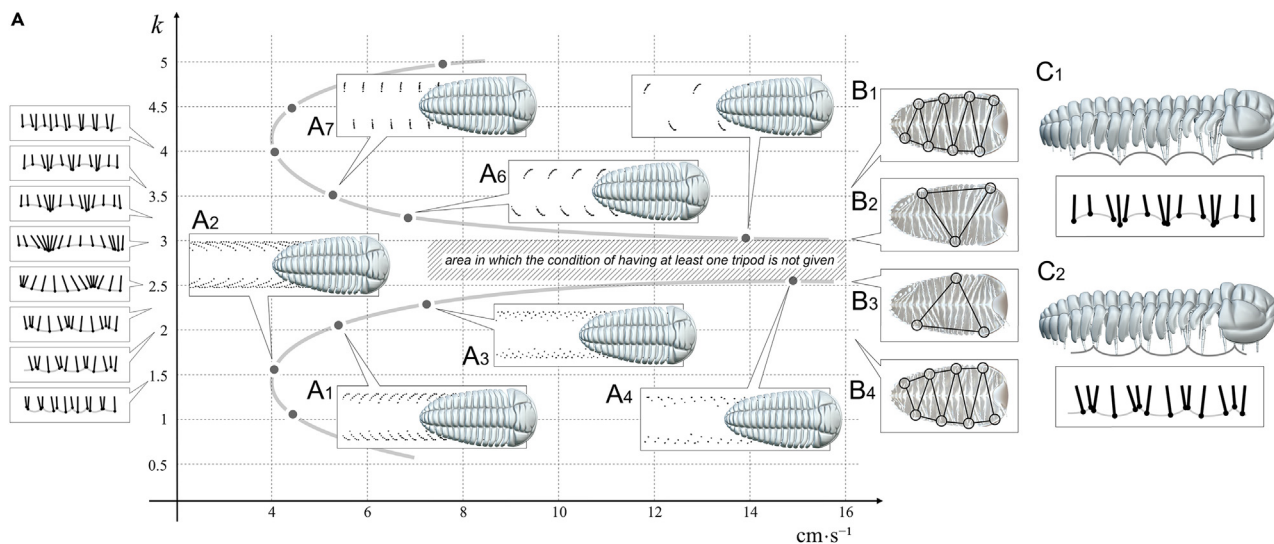 A
k
5
4.5
4
3.5
3
2.5
2
1.5
1
0.5
4
6
8
10
12
14
16
cm·s⁻¹
A7
A6
A2
area in which the condition of having at least one tripod is not given
A3
A1
A4
B1
B2
B3
B4
C1
C2